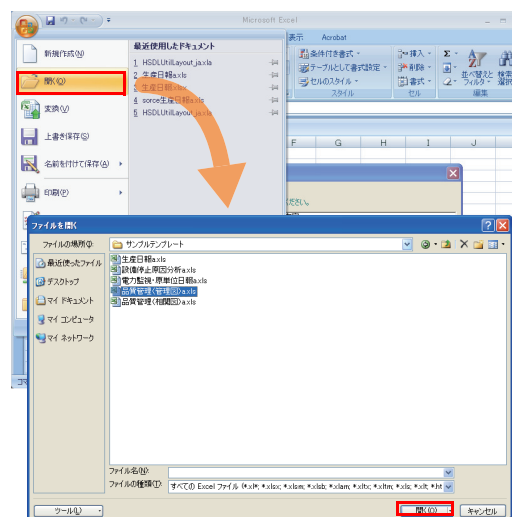 Microsoft Excel
表示 Acrobat
新規作成(N)
開く(O)
変換(V)
上書き保存(S)
名前を付けて保存(A)
印刷(P)
最近使用したドキュメント
1 HSDLUtilLayout_ja.xla
2 生産日報a.xls
3 生産日報.xlsx
4 sorce生産日報a.xls
5 HSDLUtilLayout_ja.xla
条件付き書式
テーブルとして書式設定
セルのスタイル
スタイル
挿入
削除
書式
セル
Σ
並べ替えと
フィルタ
検索
選択
編集
F G H I J
ださい。
ファイルを開く
ファイルの場所(I):
サンプルテンプレート
最近使ったファイル
デスクトップ
マイ ドキュメント
マイ コンピュータ
マイ ネットワーク
生産日報a.xls
設備停止原因分析a.xls
電力監視・原単位日報a.xls
品質管理(管理図)a.xls
品質管理(相関図)a.xls
ファイル名(N):
ファイルの種類(T):
すべての Excel ファイル (*.xl*; *.xlsx; *.xlsm; *.xlsb; *.xlam; *.xltx; *.xltm; *.xls; *.xlt; *.ht
ツール(L)
開く(O)
キャンセル
コマ